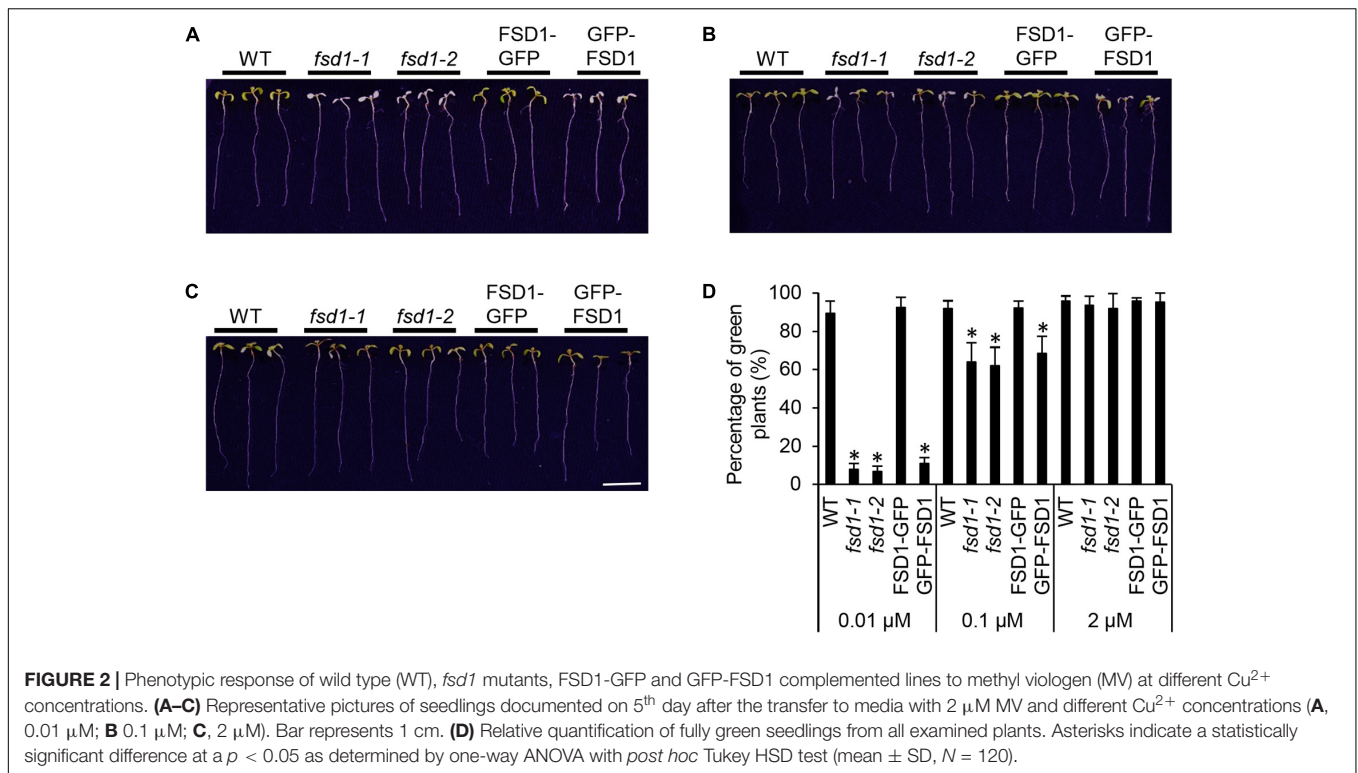 A
WT
fsd1-1
fsd1-2
FSD1-
GFP
GFP-
FSD1
B
WT
fsd1-1
fsd1-2
FSD1-
GFP
GFP-
FSD1
C
WT
fsd1-1
fsd1-2
FSD1-
GFP
GFP-
FSD1
D
Percentage of green
plants (%)
100
80
60
40
20
0
* * * * * *
WT
fsd1-1
fsd1-2
FSD1-GFP
GFP-FSD1
WT
fsd1-1
fsd1-2
FSD1-GFP
GFP-FSD1
WT
fsd1-1
fsd1-2
FSD1-GFP
GFP-FSD1
0.01 µM 0.1 µM 2 µM
FIGURE 2 | Phenotypic response of wild type (WT), fsd1 mutants, FSD1-GFP and GFP-FSD1 complemented lines to methyl viologen (MV) at different Cu²⁺
concentrations. (A–C) Representative pictures of seedlings documented on 5th day after the transfer to media with 2 µM MV and different Cu²⁺ concentrations (A,
0.01 µM; B 0.1 µM; C, 2 µM). Bar represents 1 cm. (D) Relative quantification of fully green seedlings from all examined plants. Asterisks indicate a statistically
significant difference at a p < 0.05 as determined by one-way ANOVA with post hoc Tukey HSD test (mean ± SD, N = 120).